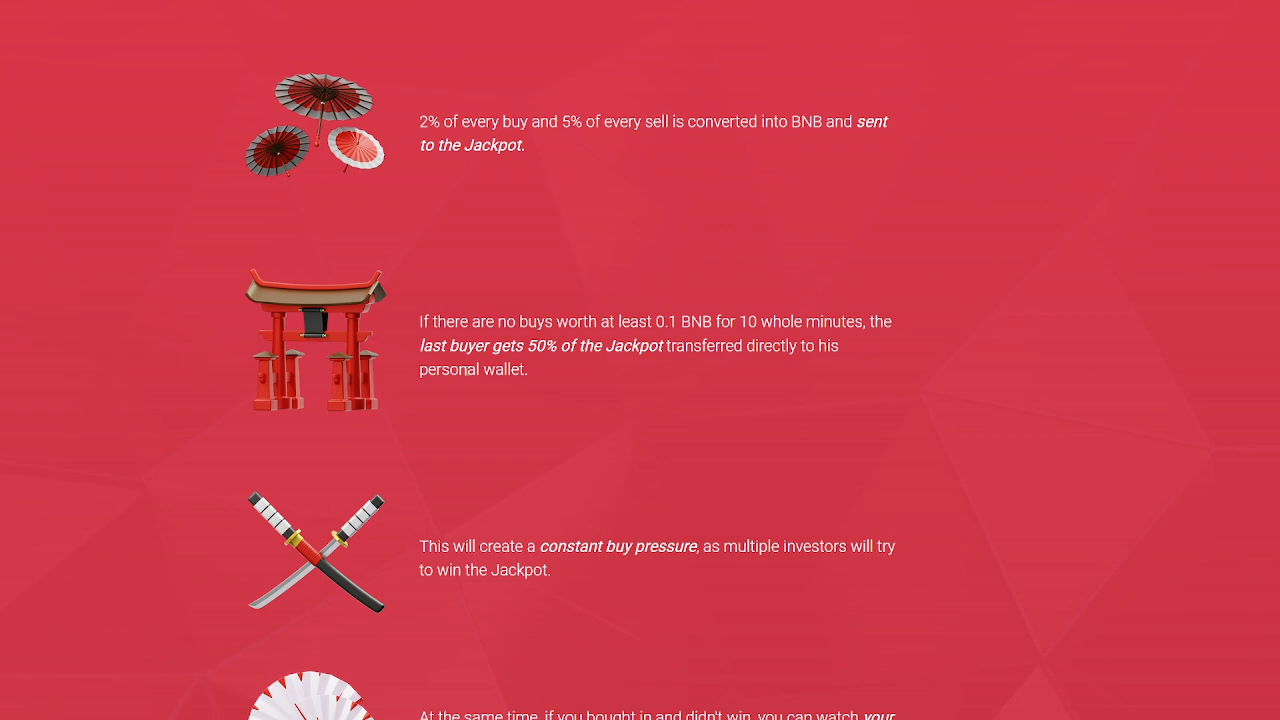 2% of every buy and 5% of every sell is converted into BNB and sent
to the Jackpot.
If there are no buys worth at least 0.1 BNB for 10 whole minutes, the
last buyer gets 50% of the Jackpot transferred directly to his
personal wallet.
This will create a constant buy pressure, as multiple investors will try
to win the Jackpot.
At the same time, if you bought in and didn't win, you can watch your